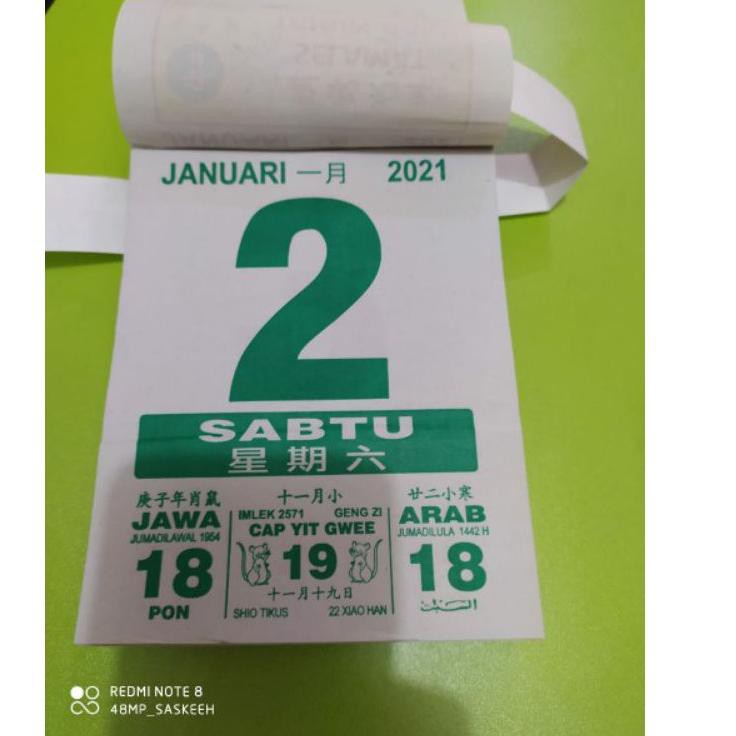 JANUARI 一月 2021
2
SABTU
星期六
庚子年肖鼠
JAWA
JUMADILAWAL 1954
18
PON
十一月小
IMLEK 2571 GENG ZI
CAP YIT GWEE
19
十一月十九日
SHIO TIKUS 22 XIAO HAN
廿二小寒
ARAB
JUMADILULA 1442 H
18
السبت
REDMI NOTE 8
48MP_SASKEEH